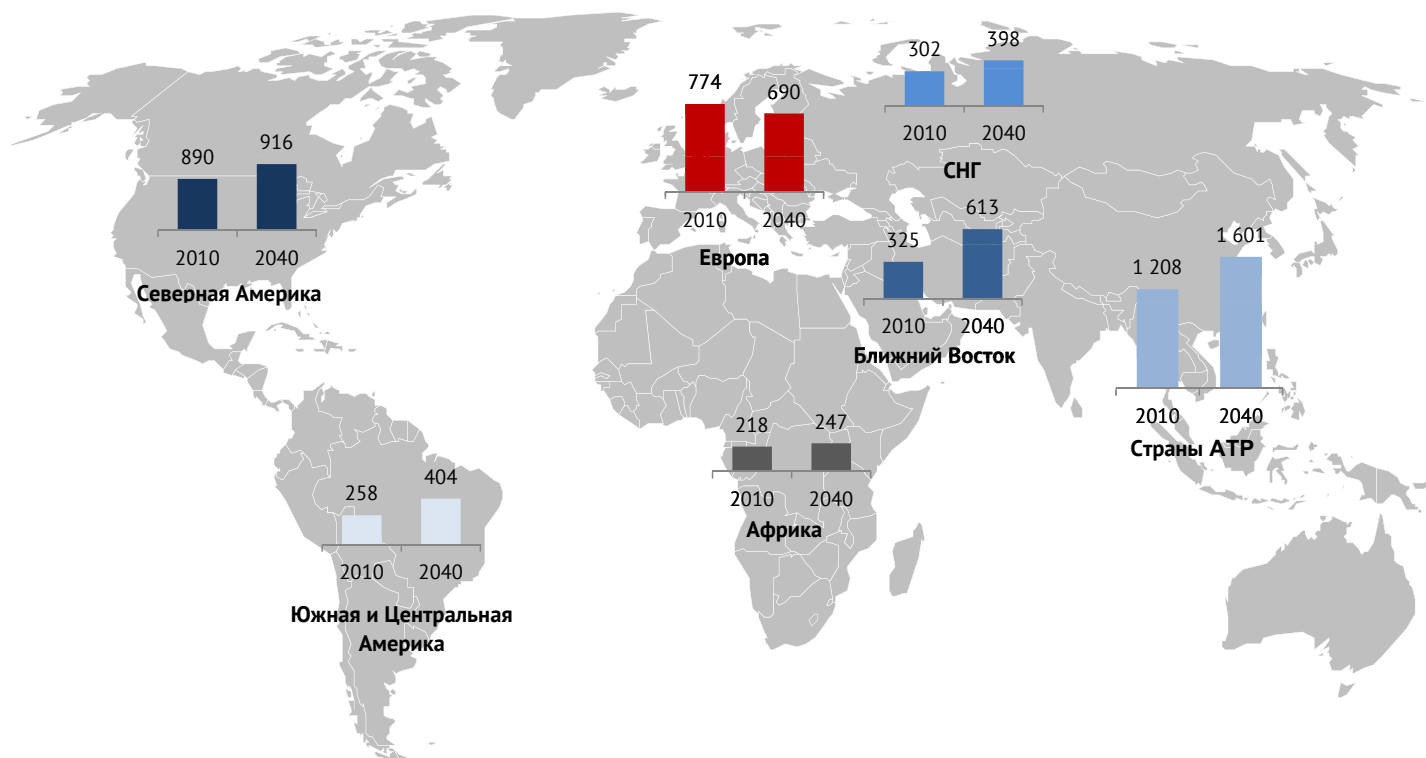 890 916
2010 2040
Северная Америка
774 690
2010 2040
Европа
302 398
2010 2040
СНГ
325 613
2010 2040
Ближний Восток
1 208 1 601
2010 2040
Страны АТР
218 247
2010 2040
Африка
258 404
2010 2040
Южная и Центральная
Америка